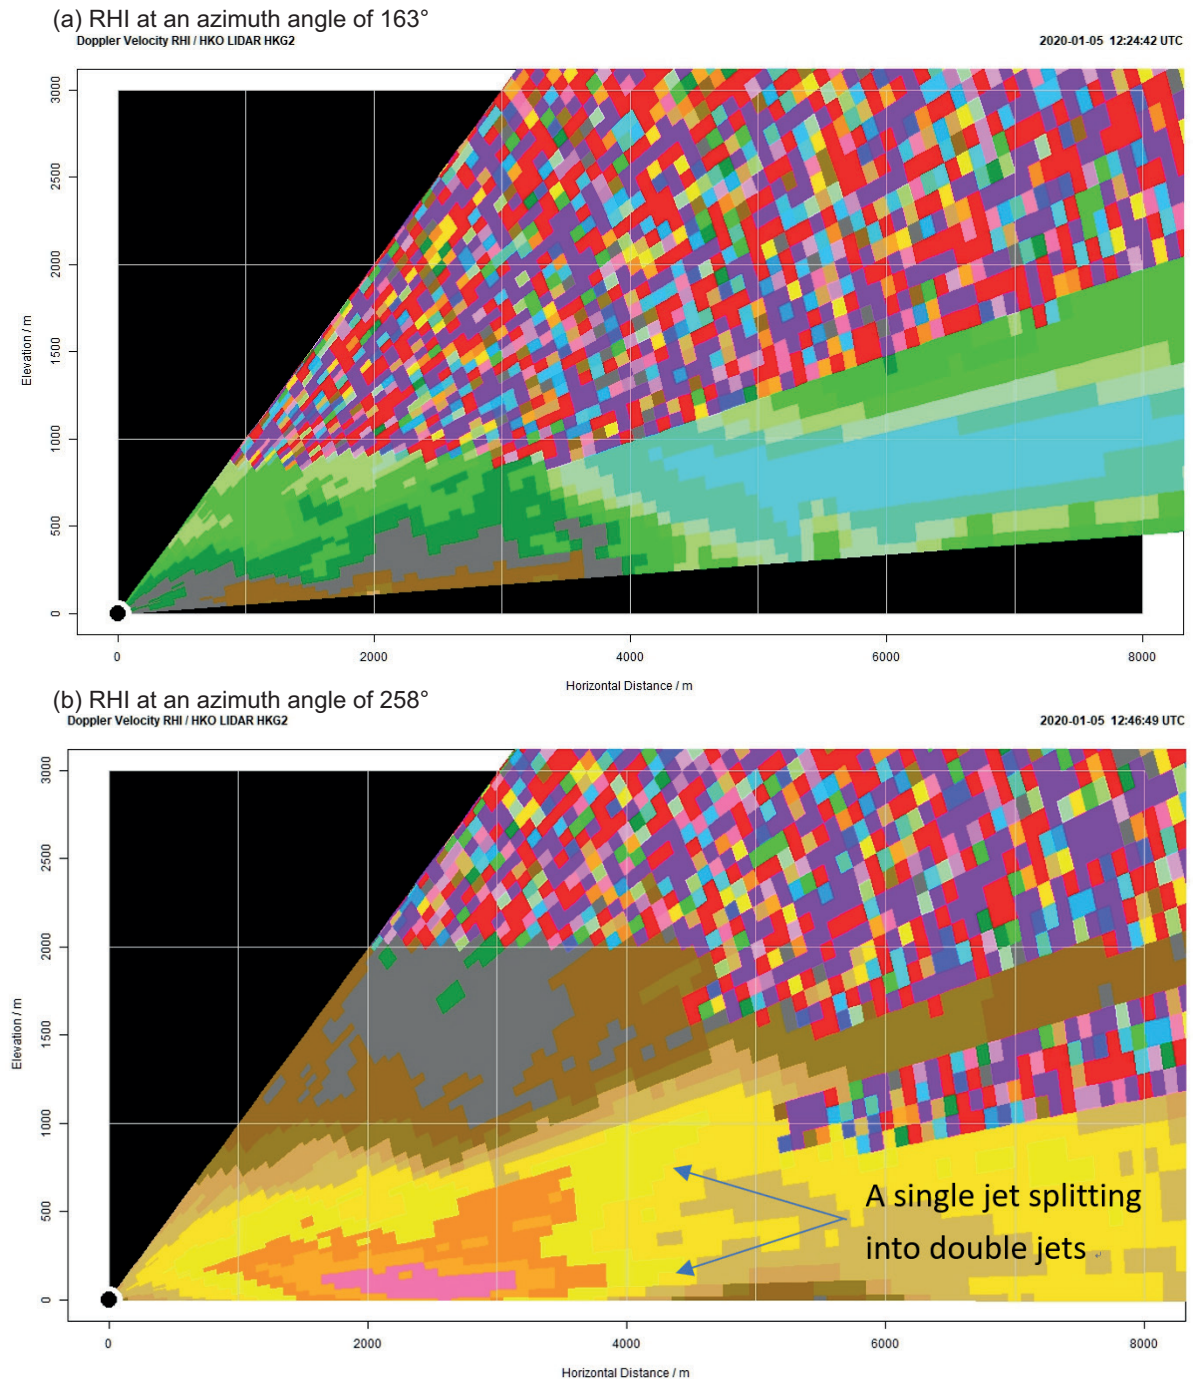 (a) RHI at an azimuth angle of 163°
Doppler Velocity RHI / HKO LIDAR HKG2 2020-01-05 12:24:42 UTC
3000
2500
2000
1500
1000
500
0
Elevation / m
0 2000 4000 6000 8000
Horizontal Distance / m
(b) RHI at an azimuth angle of 258°
Doppler Velocity RHI / HKO LIDAR HKG2 2020-01-05 12:46:49 UTC
3000
2500
2000
1500
1000
500
0
Elevation / m
A single jet splitting
into double jets
0 2000 4000 6000 8000
Horizontal Distance / m